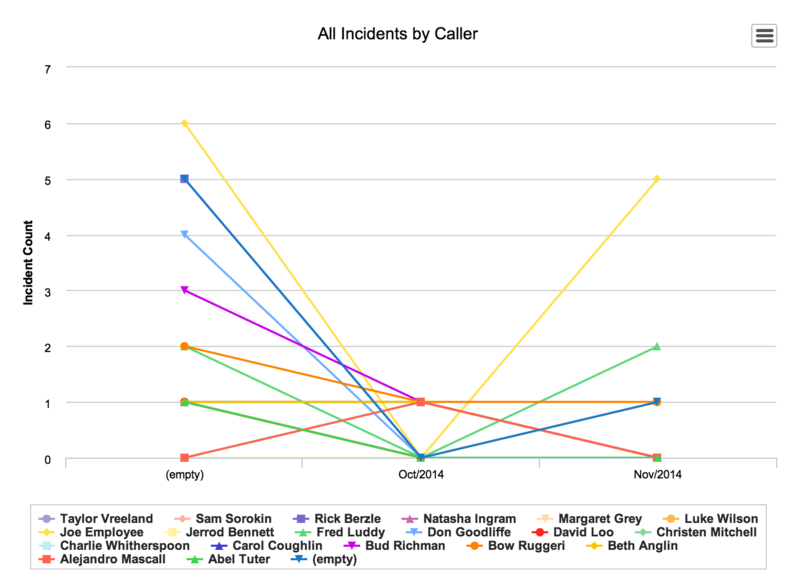 All Incidents by Caller
Incident Count
7
6
5
4
3
2
1
0
(empty) Oct/2014 Nov/2014
Taylor Vreeland Sam Sorokin Rick Berzle Natasha Ingram Margaret Grey Luke Wilson
Joe Employee Jerrod Bennett Fred Luddy Don Goodliffe David Loo Christen Mitchell
Charlie Whitherspoon Carol Coughlin Bud Richman Bow Ruggeri Beth Anglin
Alejandro Mascall Abel Tuter (empty)